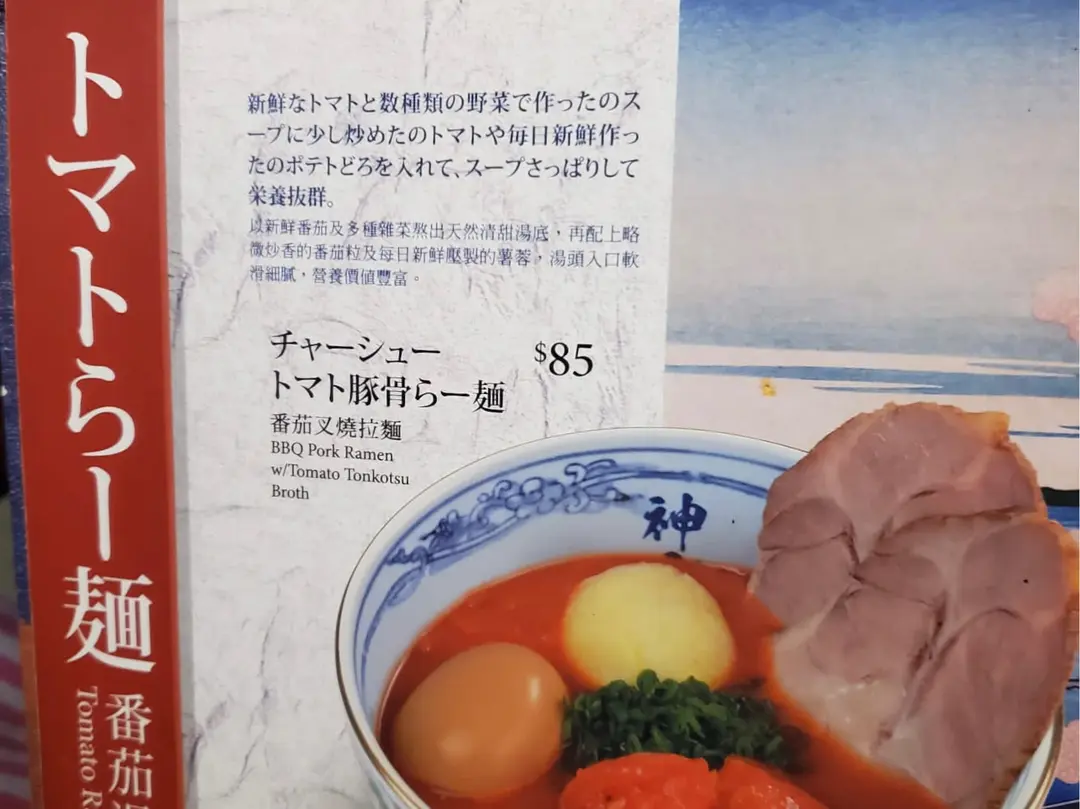 トマトらー麺
番茄
Tomato
新鮮なトマトと数種類の野菜で作ったのス
ープに少し炒めたのトマトや毎日新鮮作っ
たのポテトどろを入れて、スープさっぱりして
栄養抜群。
以新鮮番茄及多種雜菜熬出天然清甜湯底，再配上略
微炒香的番茄粒及每日新鮮壓製的薯蓉，湯頭入口軟
滑細膩，營養價値豐富。
チャーシュー
トマト豚骨らー麺
$85
番茄叉燒拉麵
BBQ Pork Ramen
w/Tomato Tonkotsu
Broth
神